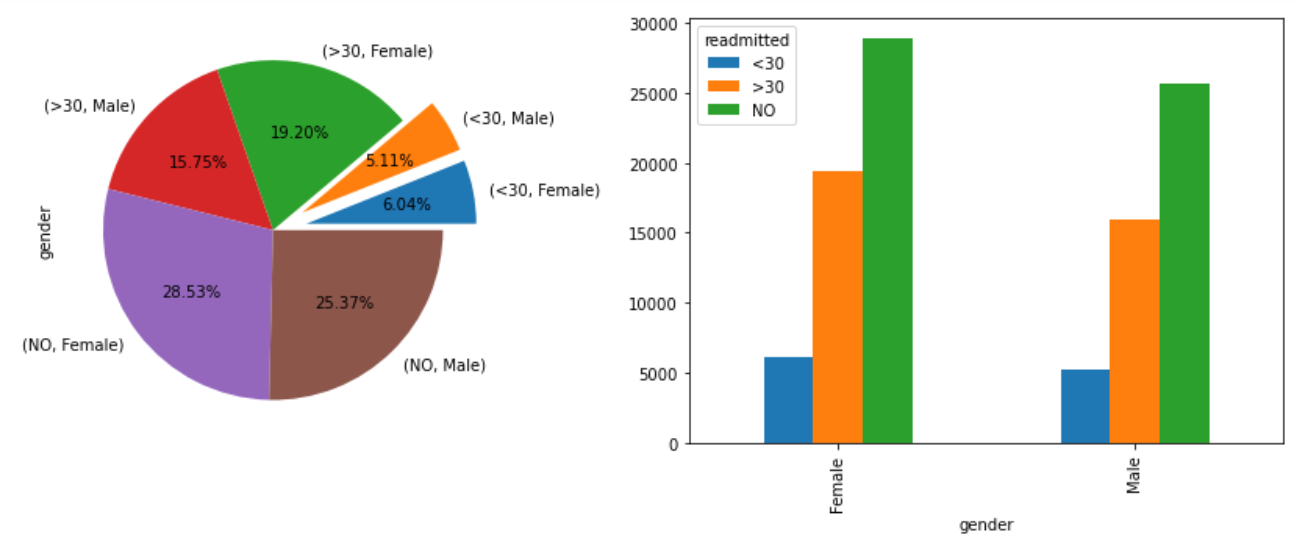 (>30, Female)
(>30, Male)
(<30, Male)
19.20%
15.75%
5.11%
(<30, Female)
6.04%
gender
28.53%
25.37%
(NO, Female)
(NO, Male)
30000
25000
20000
15000
10000
5000
0
readmitted
<30
>30
NO
Female
Male
gender